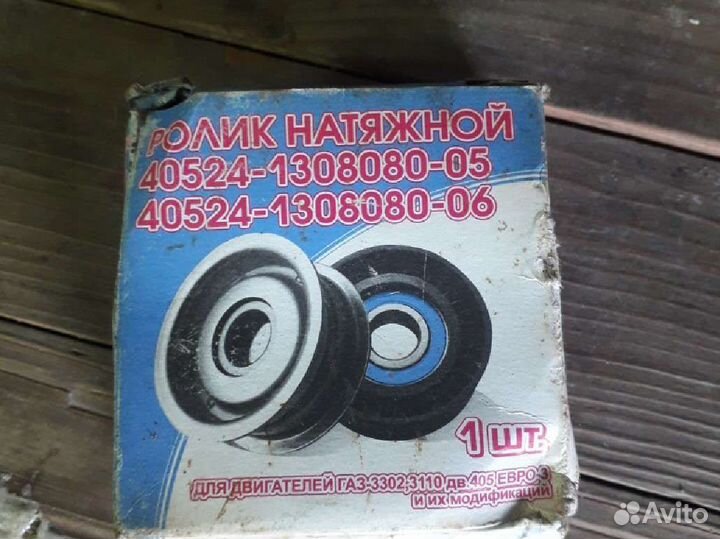 РОЛИК НАТЯЖНОЙ
40524-1308080-05
40524-1308080-06
1 шт.
ДЛЯ ДВИГАТЕЛЕЙ ГАЗ-3302,3110 дв.405 ЕВРО-3
и их модификаций
Avito